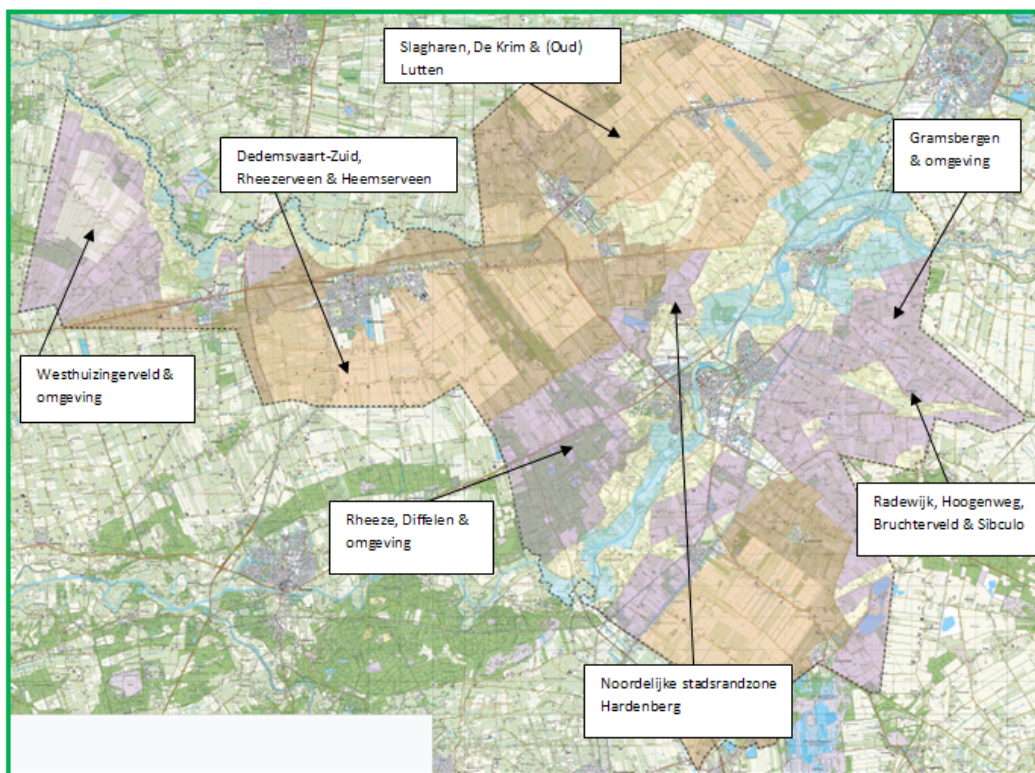 Slagharen, De Krim & (Oud)
Lutten
Gramsbergen
& omgeving
Dedemsvaart-Zuid,
Rheezerveen & Heemserveen
Westhuizingerveld &
omgeving
Radewijk, Hoogenweg,
Bruchterveld & Sibculo
Rheeze, Diffelen &
omgeving
Noordelijke stadsrandzone
Hardenberg